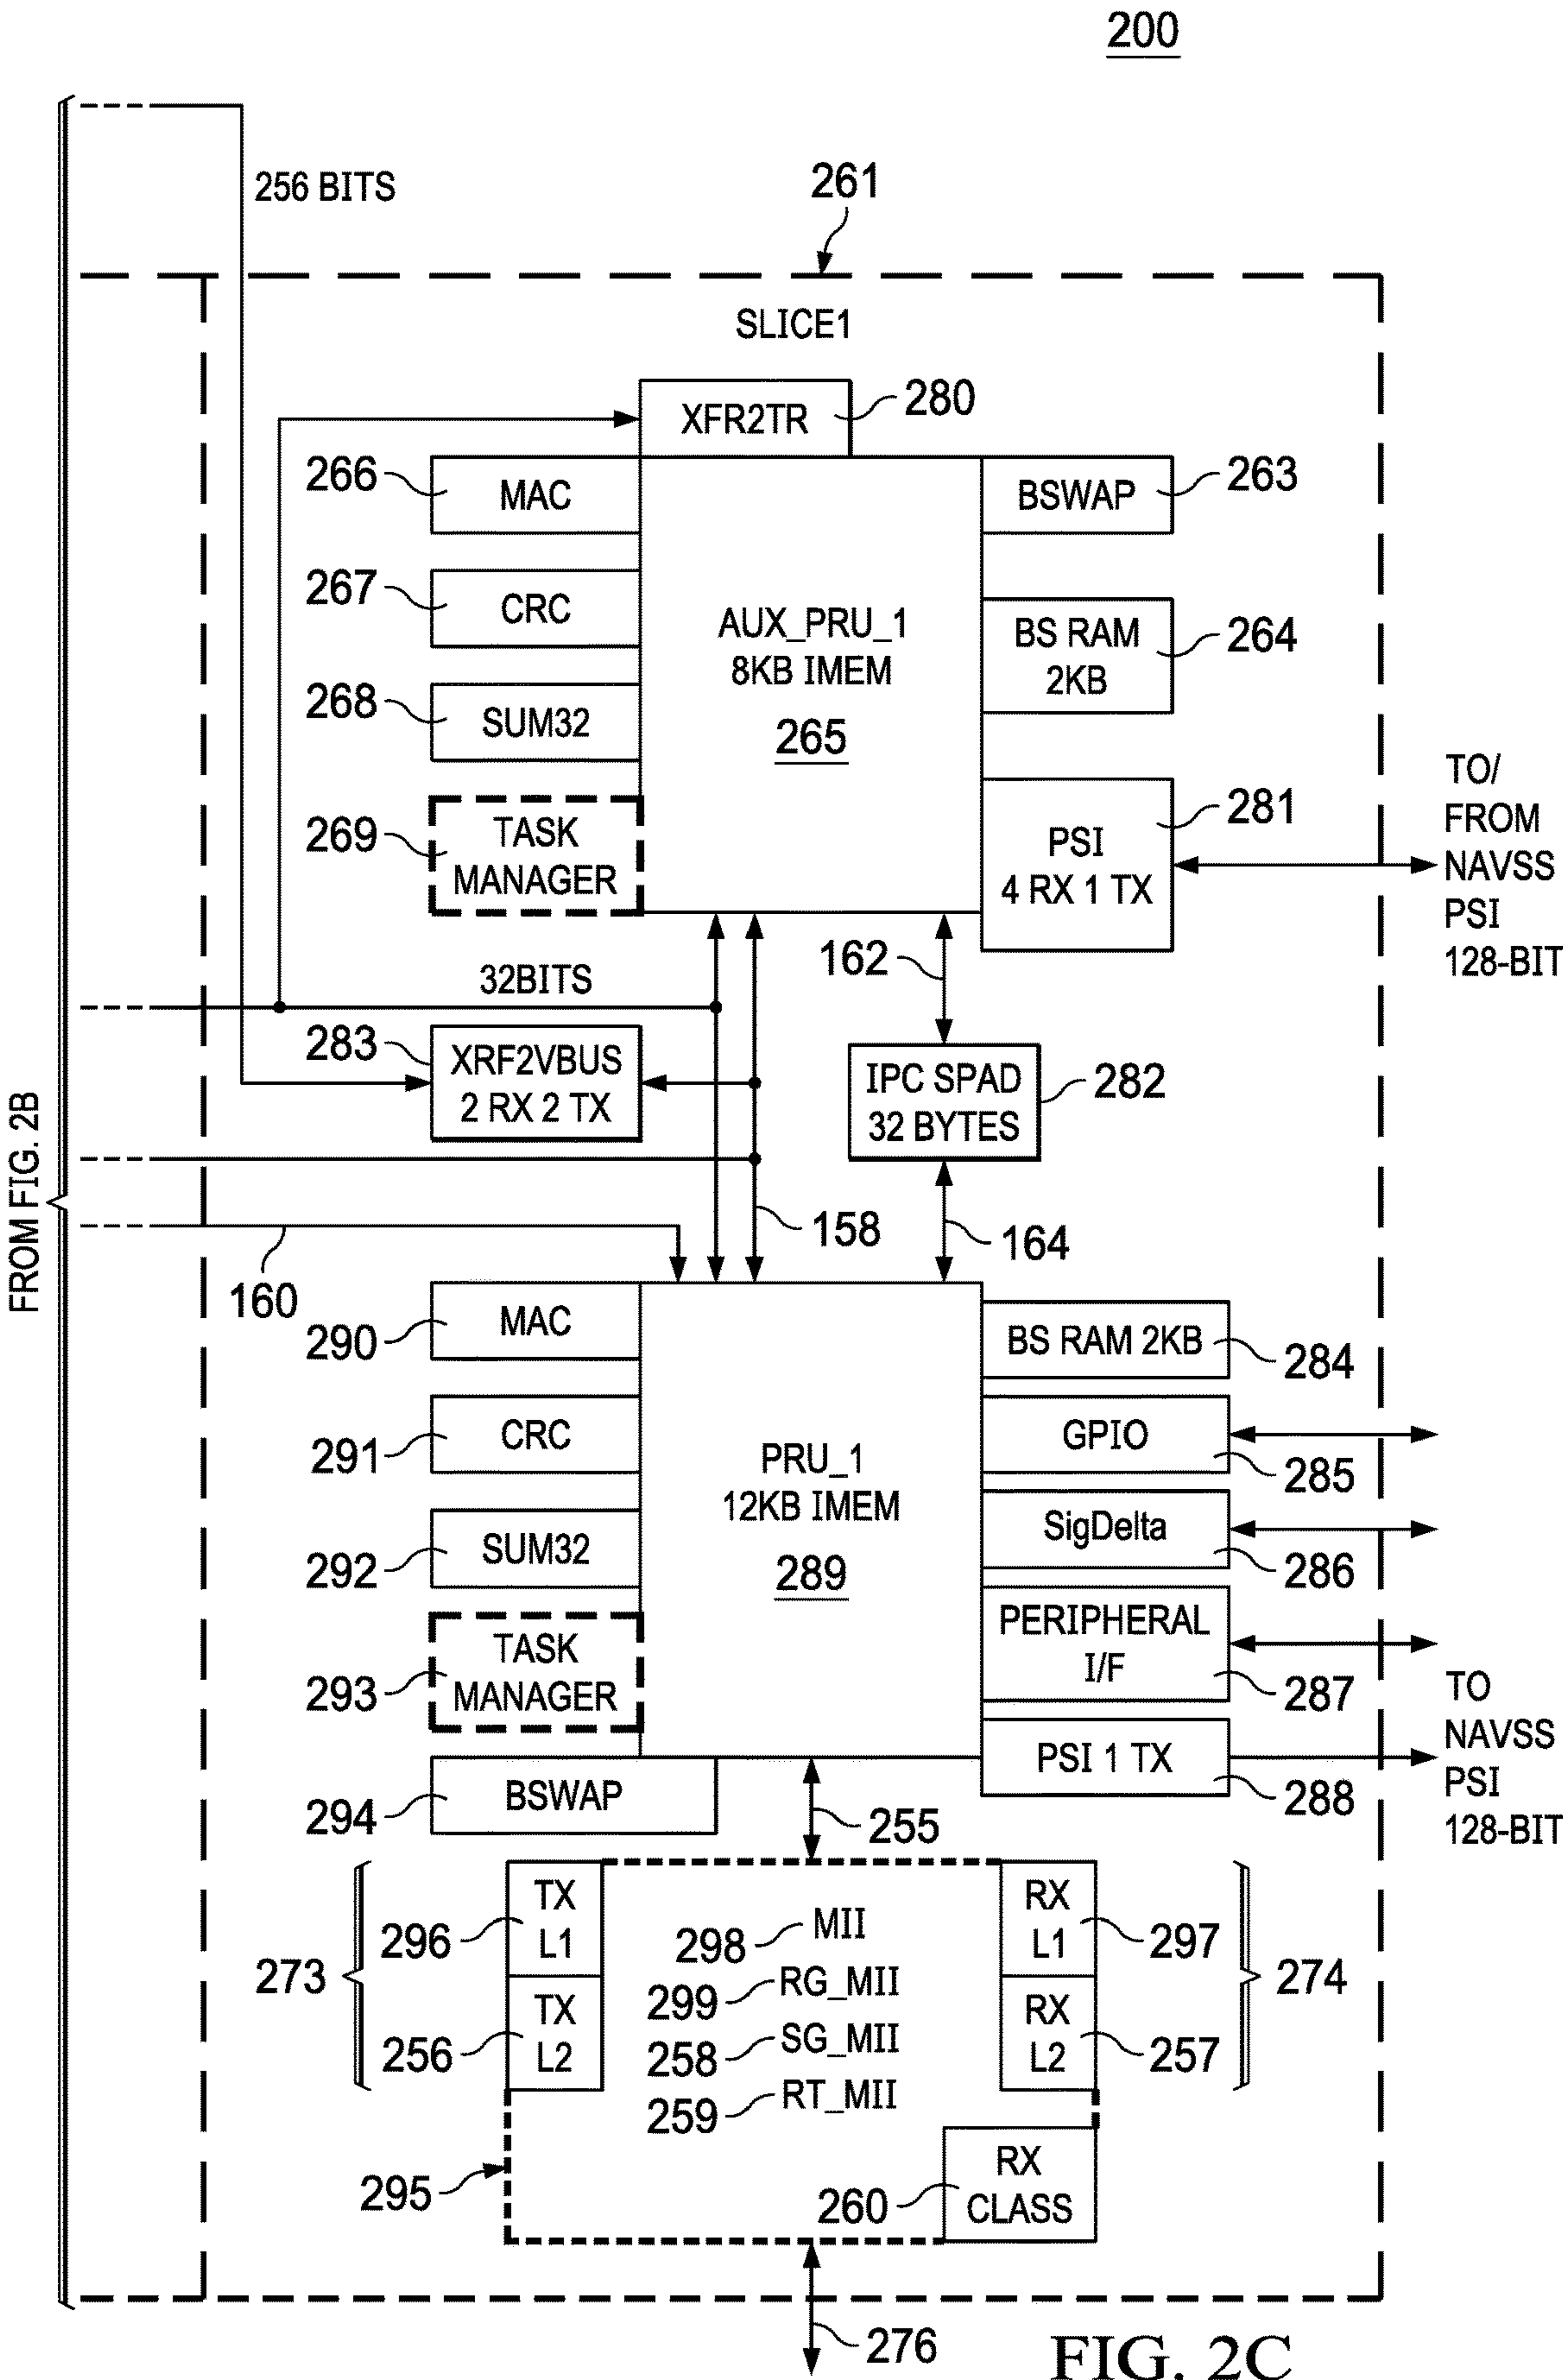 200
256 BITS
261
SLICE1
XFR2TR
280
266
MAC
BSWAP
263
267
CRC
AUX_PRU_1
8KB IMEM
265
BS RAM
2KB
264
268
SUM32
269
TASK
MANAGER
PSI
4 RX 1 TX
281
TO/
FROM
NAVSS
PSI
128-BIT
162
32BITS
283
XRF2VBUS
2 RX 2 TX
IPC SPAD
32 BYTES
282
FROM FIG. 2B
158
164
160
290
MAC
BS RAM 2KB
284
291
CRC
PRU_1
12KB IMEM
289
GPIO
285
292
SUM32
SigDelta
286
293
TASK
MANAGER
PERIPHERAL
I/F
287
294
BSWAP
PSI 1 TX
288
TO
NAVSS
PSI
128-BIT
255
273
296
TX
L1
256
TX
L2
298
MII
299
RG_MII
258
SG_MII
259
RT_MII
RX
L1
297
RX
L2
257
274
295
260
RX
CLASS
276
FIG. 2C